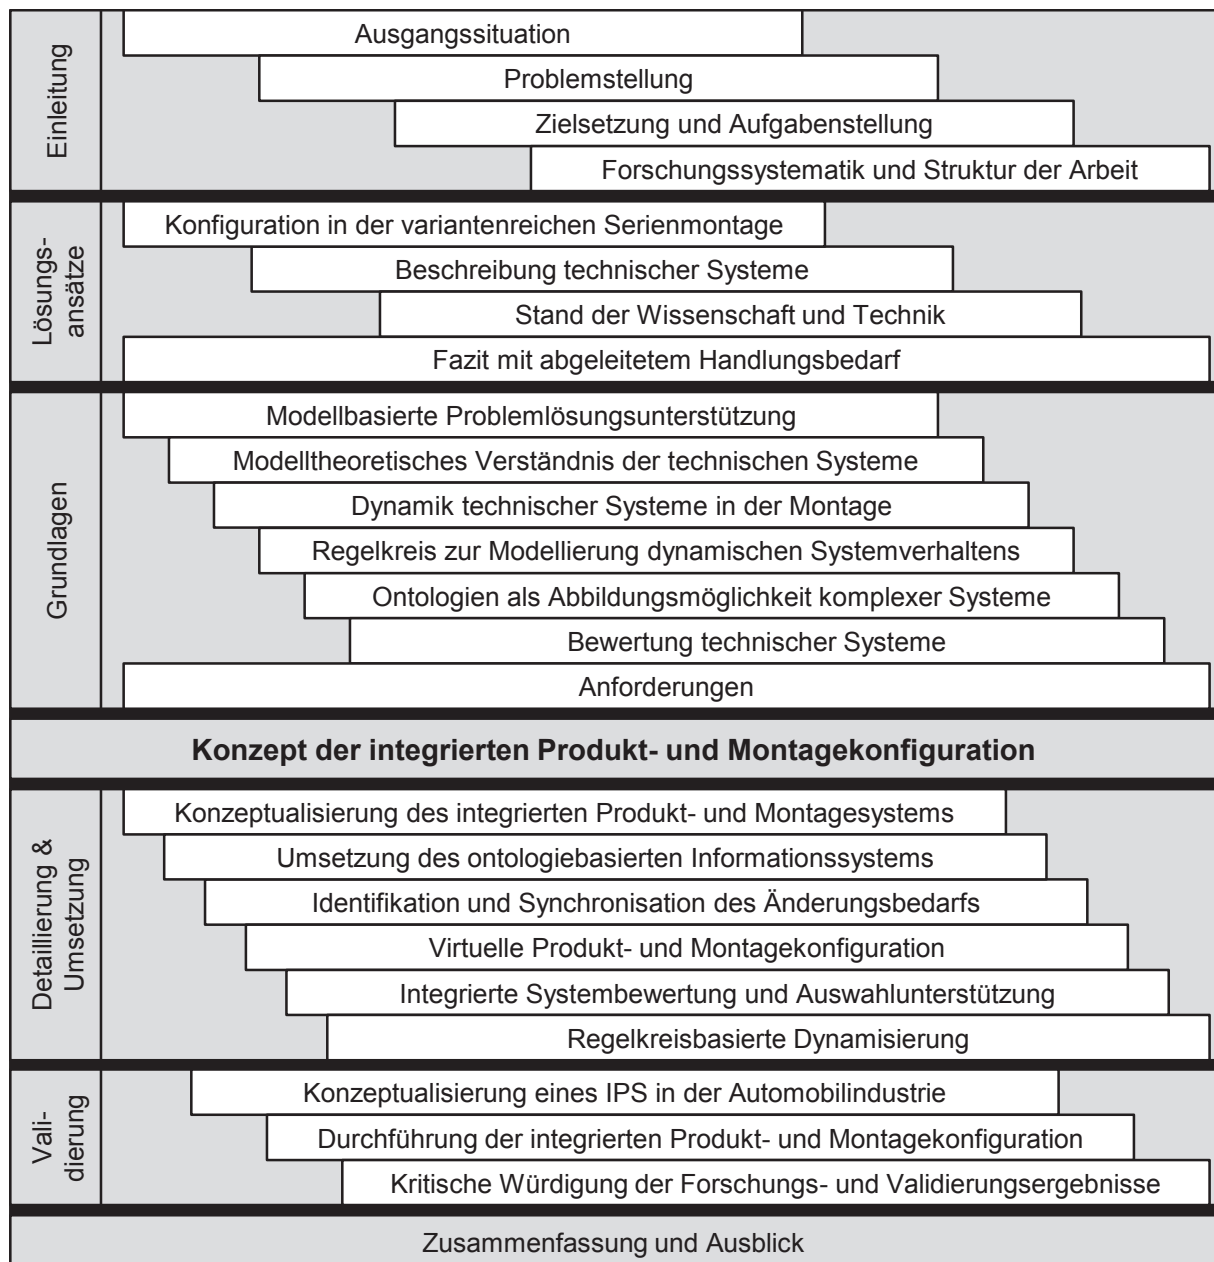 Einleitung
Ausgangssituation
Problemstellung
Zielsetzung und Aufgabenstellung
Forschungssystematik und Struktur der Arbeit
Lösungs-
ansätze
Konfiguration in der variantenreichen Serienmontage
Beschreibung technischer Systeme
Stand der Wissenschaft und Technik
Fazit mit abgeleitetem Handlungsbedarf
Grundlagen
Modellbasierte Problemlösungsunterstützung
Modelltheoretisches Verständnis der technischen Systeme
Dynamik technischer Systeme in der Montage
Regelkreis zur Modellierung dynamischen Systemverhaltens
Ontologien als Abbildungsmöglichkeit komplexer Systeme
Bewertung technischer Systeme
Anforderungen
Konzept der integrierten Produkt- und Montagekonfiguration
Detaillierung &
Umsetzung
Konzeptualisierung des integrierten Produkt- und Montagesystems
Umsetzung des ontologiebasierten Informationssystems
Identifikation und Synchronisation des Änderungsbedarfs
Virtuelle Produkt- und Montagekonfiguration
Integrierte Systembewertung und Auswahlunterstützung
Regelkreisbasierte Dynamisierung
Vali-
dierung
Konzeptualisierung eines IPS in der Automobilindustrie
Durchführung der integrierten Produkt- und Montagekonfiguration
Kritische Würdigung der Forschungs- und Validierungsergebnisse
Zusammenfassung und Ausblick